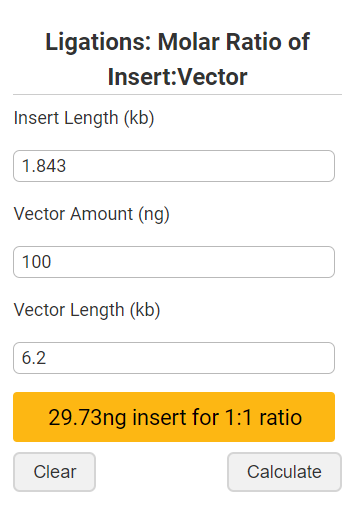 Ligations: Molar Ratio of
Insert:Vector
Insert Length (kb)
1.843
Vector Amount (ng)
100
Vector Length (kb)
6.2
29.73ng insert for 1:1 ratio
Clear
Calculate